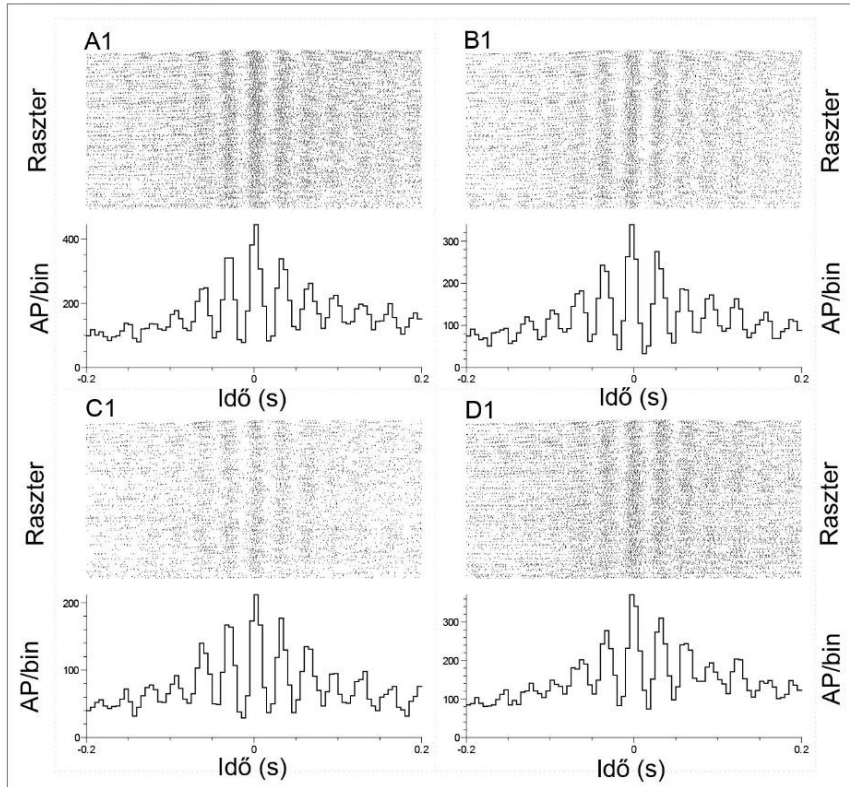 A1
B1
Raszter
Raszter
AP/bin
400
200
0
-0.2
0
0.2
Idő (s)
300
200
100
0
-0.2
0
0.2
Idő (s)
AP/bin
C1
D1
Raszter
Raszter
AP/bin
200
100
0
-0.2
0
0.2
Idő (s)
300
200
100
0
-0.2
0
0.2
Idő (s)
AP/bin